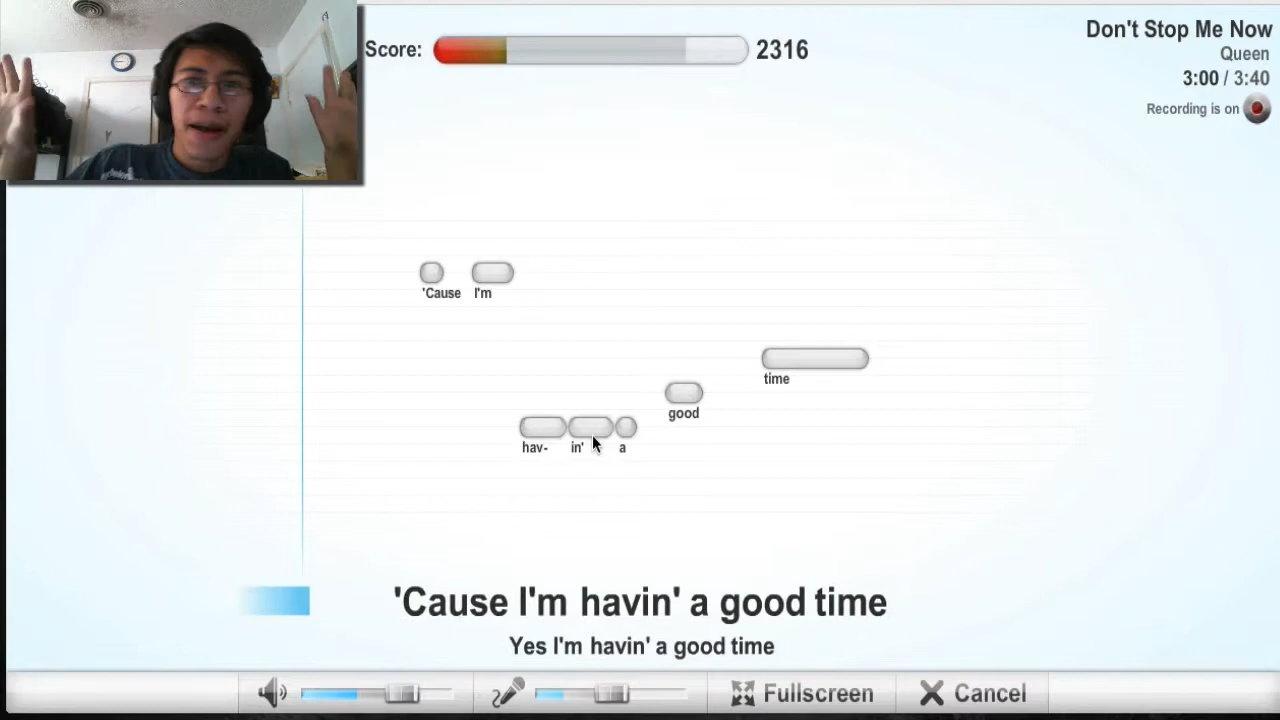 Score: 2316
Don't Stop Me Now
Queen
3:00 / 3:40
Recording is on
'Cause I'm
time
good
hav- in' a
'Cause I'm havin' a good time
Yes I'm havin' a good time
Fullscreen Cancel